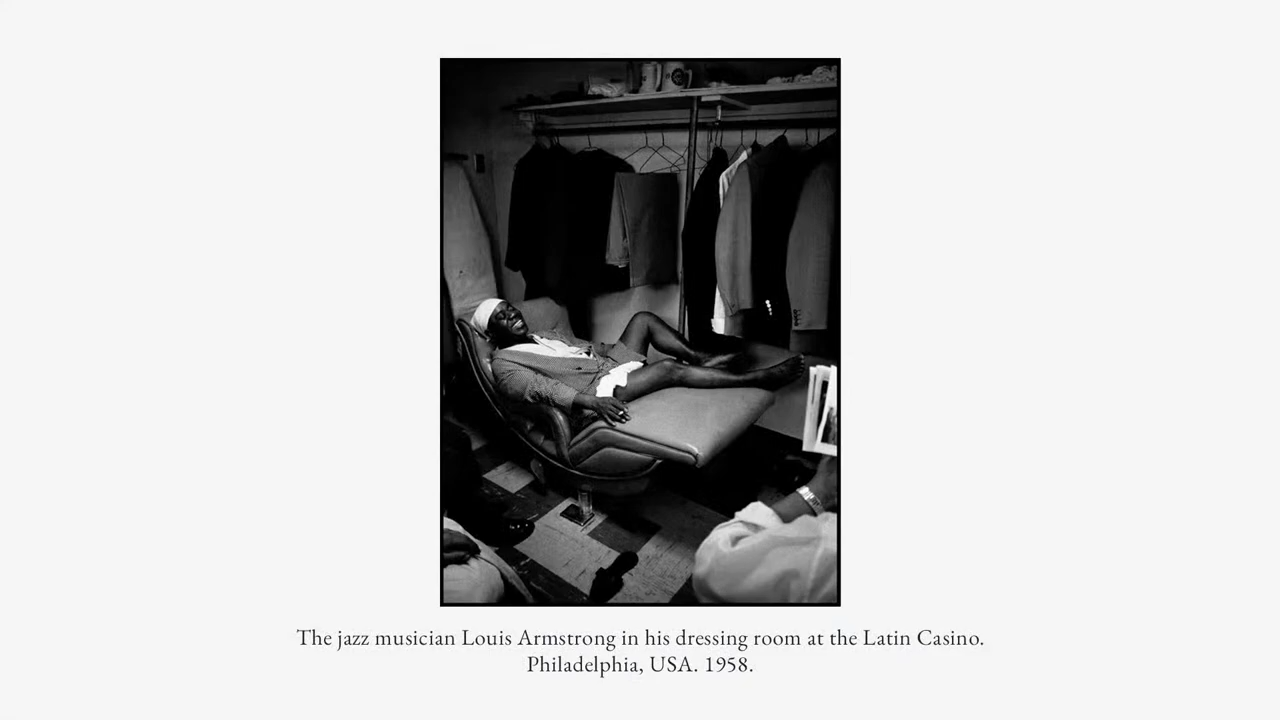 The jazz musician Louis Armstrong in his dressing room at the Latin Casino.
Philadelphia, USA. 1958.